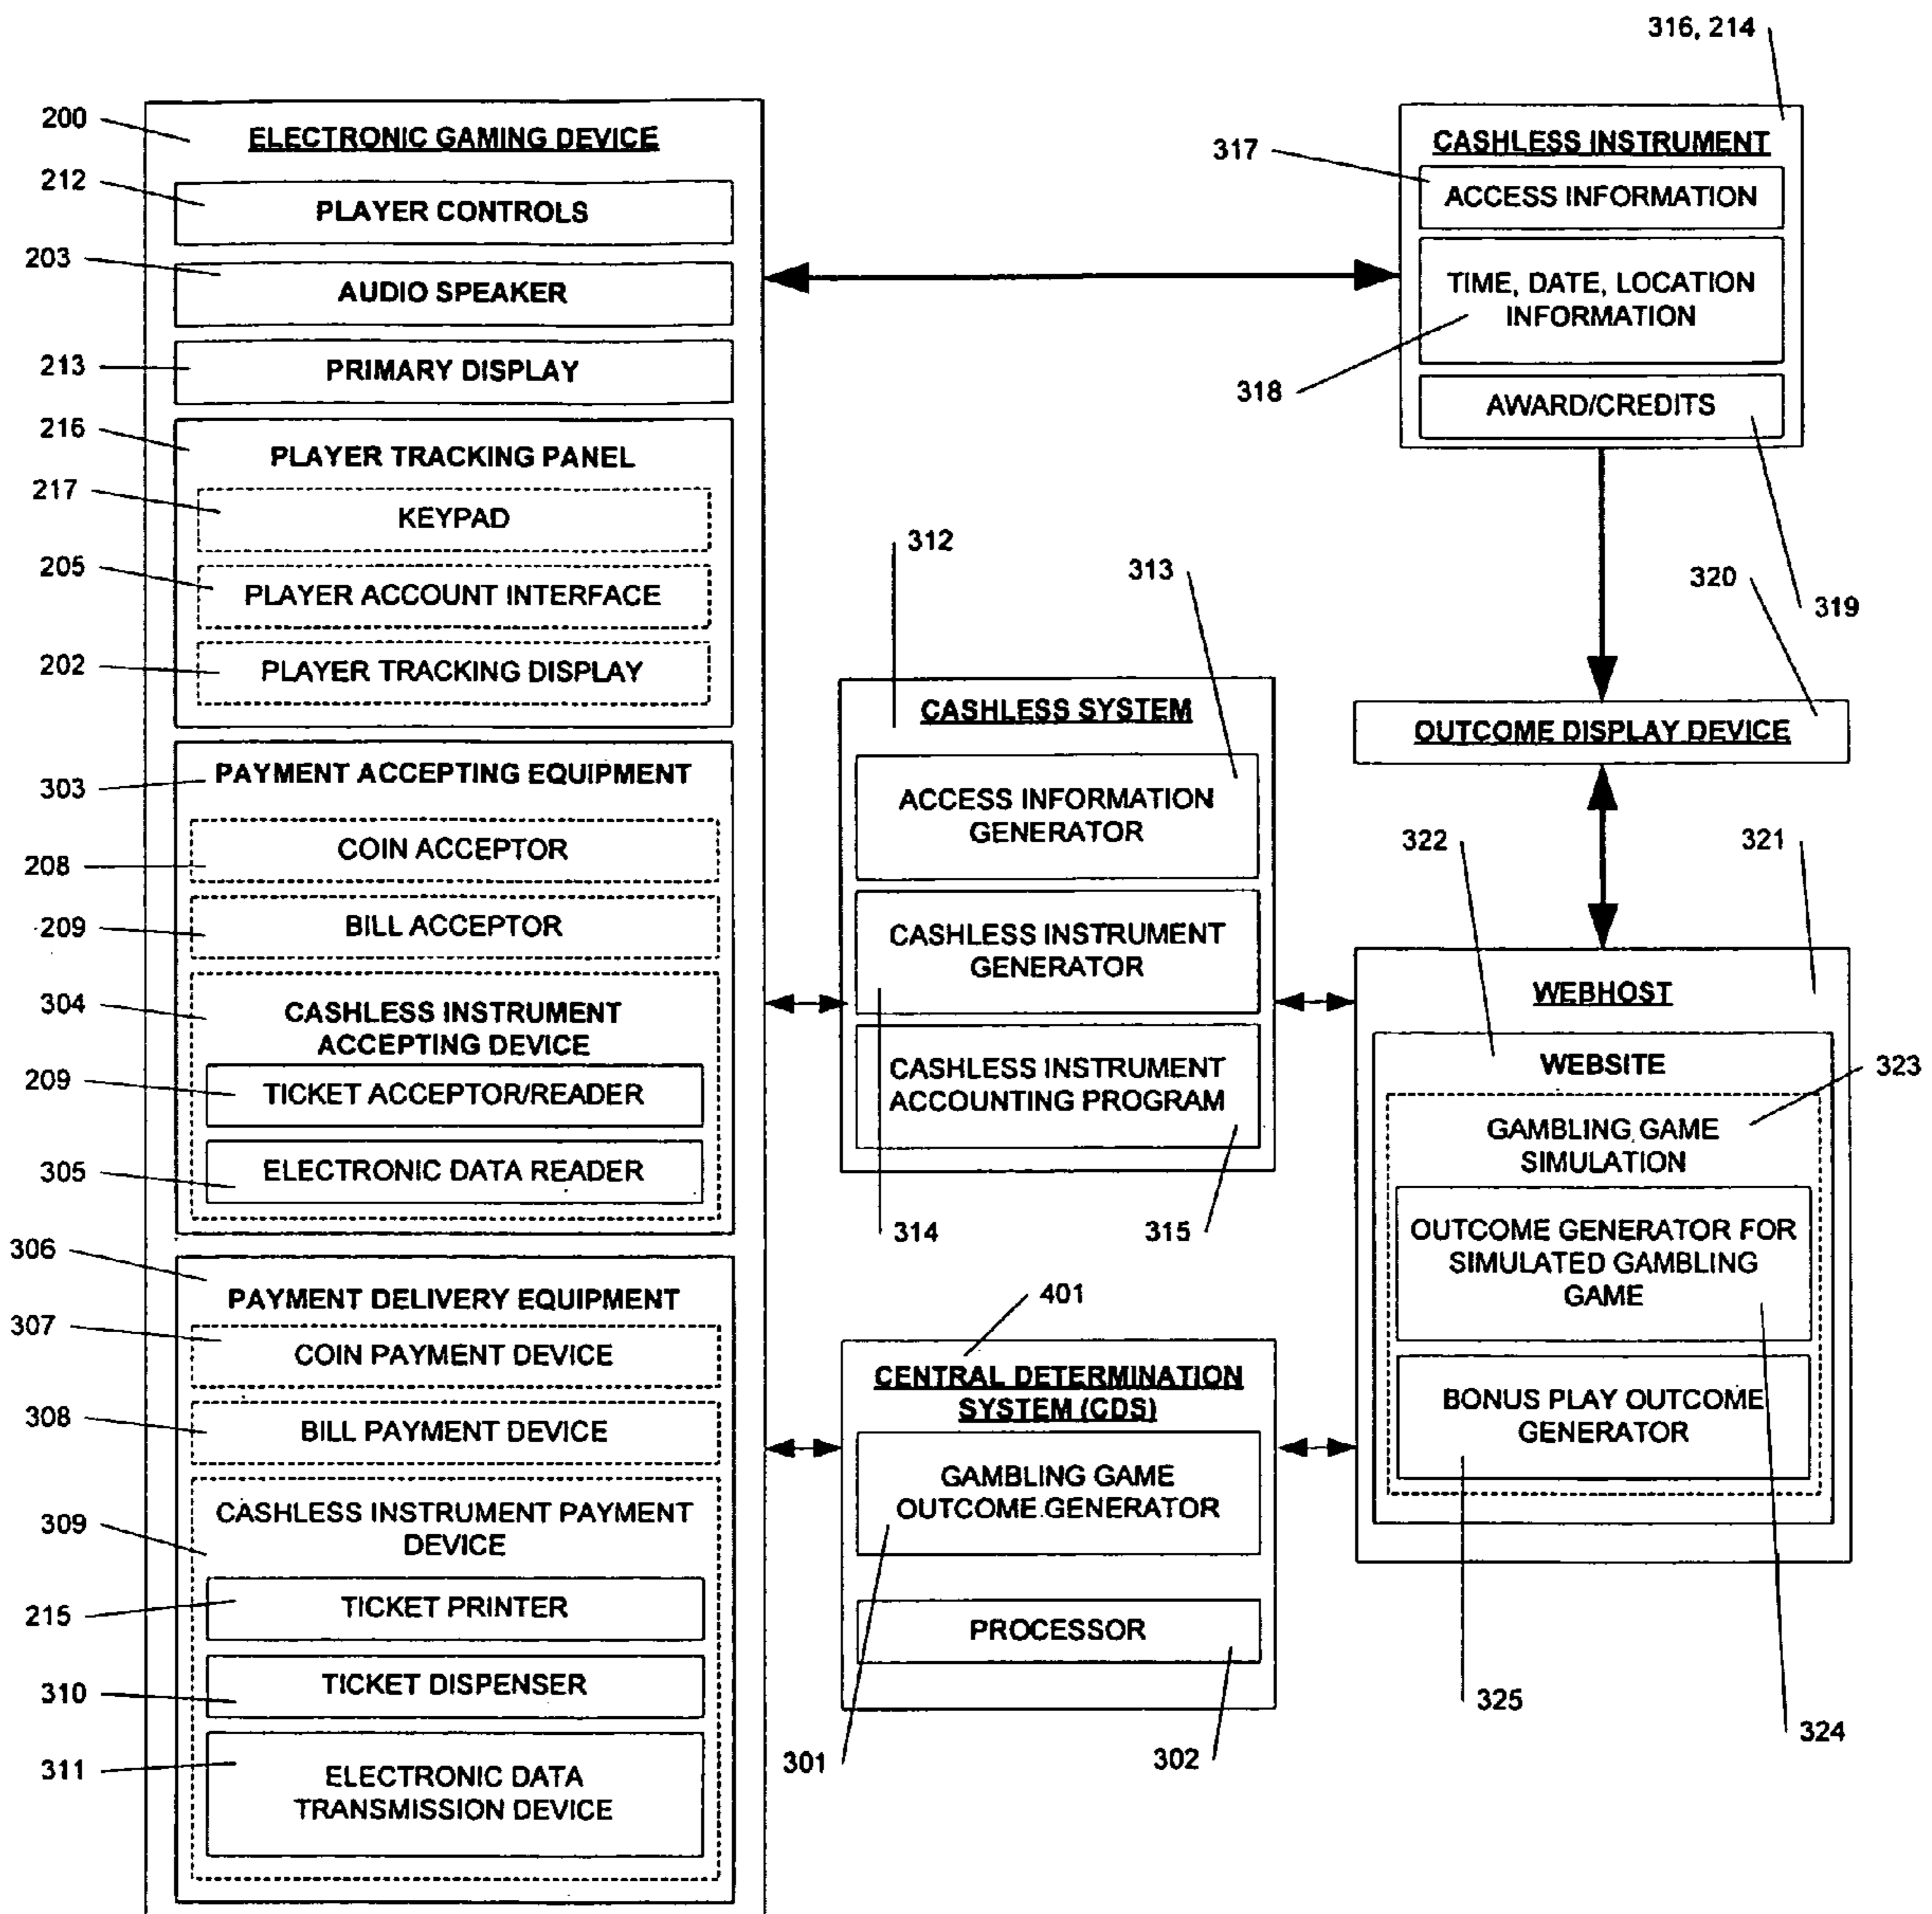 316, 214
200
ELECTRONIC GAMING DEVICE
212
PLAYER CONTROLS
203
AUDIO SPEAKER
213
PRIMARY DISPLAY
216
PLAYER TRACKING PANEL
217
KEYPAD
205
PLAYER ACCOUNT INTERFACE
202
PLAYER TRACKING DISPLAY
303
PAYMENT ACCEPTING EQUIPMENT
208
COIN ACCEPTOR
209
BILL ACCEPTOR
304
CASHLESS INSTRUMENT
ACCEPTING DEVICE
209
TICKET ACCEPTOR/READER
305
ELECTRONIC DATA READER
306
PAYMENT DELIVERY EQUIPMENT
307
COIN PAYMENT DEVICE
308
BILL PAYMENT DEVICE
309
CASHLESS INSTRUMENT PAYMENT
DEVICE
215
TICKET PRINTER
310
TICKET DISPENSER
311
ELECTRONIC DATA
TRANSMISSION DEVICE
312
313
CASHLESS SYSTEM
ACCESS INFORMATION
GENERATOR
CASHLESS INSTRUMENT
GENERATOR
CASHLESS INSTRUMENT
ACCOUNTING PROGRAM
314
315
401
CENTRAL DETERMINATION
SYSTEM (CDS)
GAMBLING GAME
OUTCOME GENERATOR
PROCESSOR
301
302
CASHLESS INSTRUMENT
317
ACCESS INFORMATION
TIME, DATE, LOCATION
INFORMATION
318
AWARD/CREDITS
319
320
OUTCOME DISPLAY DEVICE
322
321
WEBHOST
WEBSITE
323
GAMBLING GAME
SIMULATION
OUTCOME GENERATOR FOR
SIMULATED GAMBLING
GAME
BONUS PLAY OUTCOME
GENERATOR
325
324